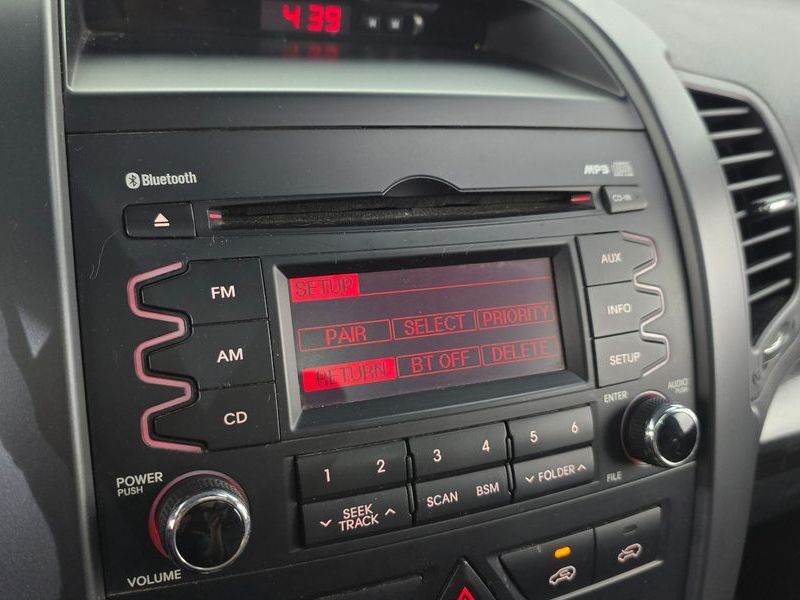 4:39
Bluetooth
MP3
CD-IN
FM
AM
CD
SETUP
PAIR SELECT PRIORITY
RETURN BT OFF DELETE
AUX
INFO
SETUP
ENTER
AUDIO
PUSH
FILE
POWER
PUSH
VOLUME
1 2 3 4 5 6
SEEK
TRACK
SCAN BSM
FOLDER